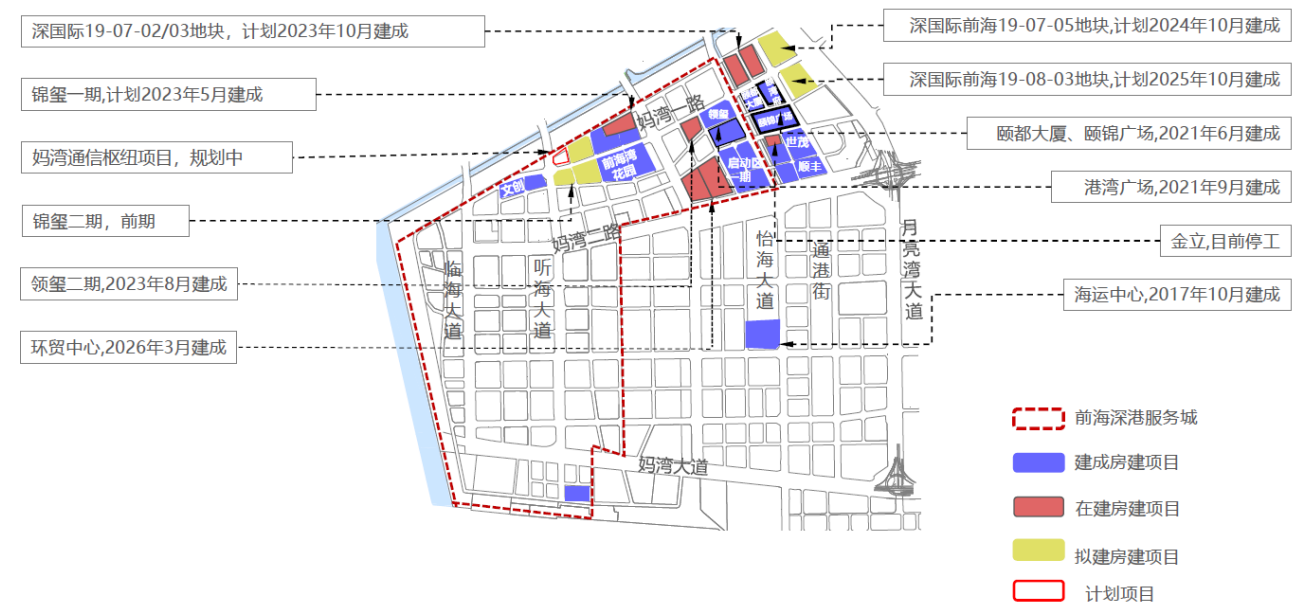 深国际19-07-02/03地块，计划2023年10月建成
锦玺一期,计划2023年5月建成
妈湾通信枢纽项目，规划中
锦玺二期，前期
领玺二期,2023年8月建成
环贸中心,2026年3月建成
深国际前海19-07-05地块,计划2024年10月建成
深国际前海19-08-03地块,计划2025年10月建成
颐都大厦、颐锦广场,2021年6月建成
港湾广场,2021年9月建成
金立,目前停工
海运中心,2017年10月建成
妈湾一路
领玺
世茂
顺丰
启动区
一期
前海湾
花园
文创
妈湾二路
临海大道
听海大道
怡海大道
通港街
月亮湾大道
妈湾大道
前海深港服务城
建成房建项目
在建房建项目
拟建房建项目
计划项目